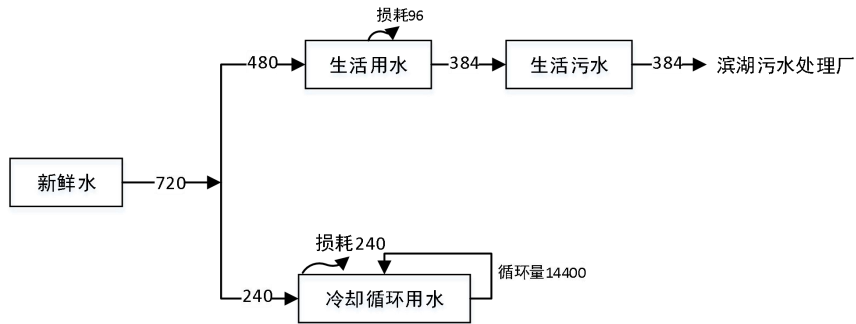 损耗96
480
生活用水
384
生活污水
384
滨湖污水处理厂
新鲜水
720
损耗240
240
冷却循环用水
循环量14400